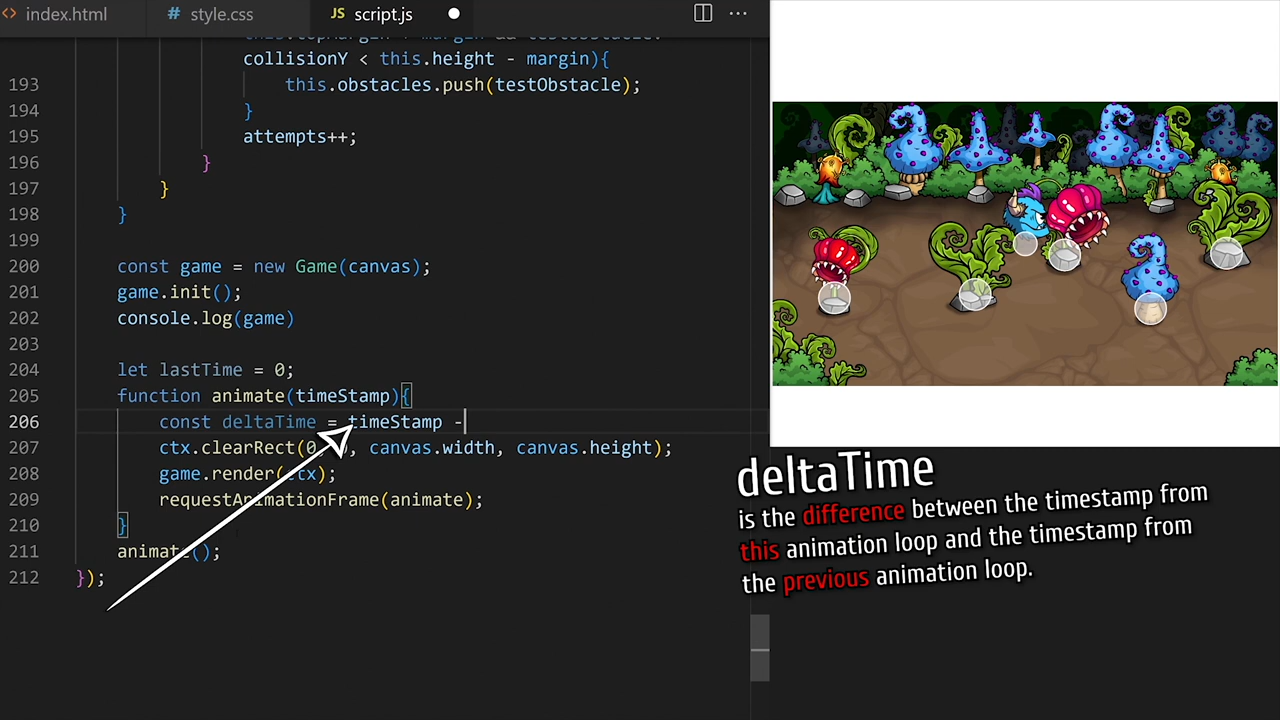 index.html
# style.css
JS script.js
collisionY < this.height - margin){
193 this.obstacles.push(testObstacle);
194 }
195 attempts++;
196 }
197 }
198 }
199
200 const game = new Game(canvas);
201 game.init();
202 console.log(game)
203
204 let lastTime = 0;
205 function animate(timeStamp){
206 const deltaTime = timeStamp -
207 ctx.clearRect(0, 0, canvas.width, canvas.height);
208 game.render(ctx);
209 requestAnimationFrame(animate);
210 }
211 animate();
212 });
deltaTime
is the difference between the timestamp from
this animation loop and the timestamp from
the previous animation loop.